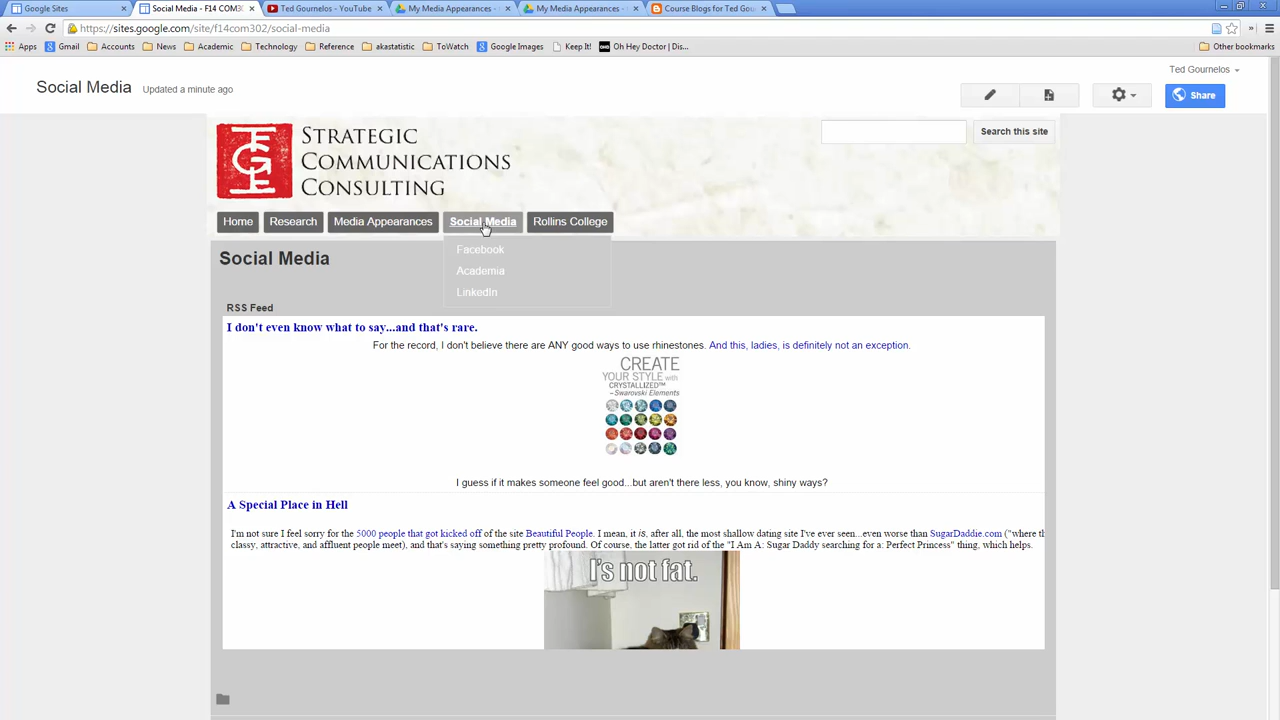 Google Sites
Social Media - F14 COM30
Ted Gournelos - YouTube
My Media Appearances -
My Media Appearances -
Course Blogs for Ted Gou
https://sites.google.com/site/f14com302/social-media
Apps
Gmail
Accounts
News
Academic
Technology
Reference
akastatistic
ToWatch
Google Images
Keep It!
Oh Hey Doctor | Dis...
Other bookmarks
Ted Gournelos
Social Media
Updated a minute ago
Share
STRATEGIC
COMMUNICATIONS
CONSULTING
Search this site
Home
Research
Media Appearances
Social Media
Rollins College
Facebook
Academia
LinkedIn
Social Media
RSS Feed
I don't even know what to say...and that's rare.
For the record, I don't believe there are ANY good ways to use rhinestones. And this, ladies, is definitely not an exception.
CREATE
YOUR STYLE with
CRYSTALLIZED™
~Swarovski Elements
I guess if it makes someone feel good...but aren't there less, you know, shiny ways?
A Special Place in Hell
I'm not sure I feel sorry for the 5000 people that got kicked off of the site Beautiful People. I mean, it is, after all, the most shallow dating site I've ever seen...even worse than SugarDaddie.com ("where th
classy, attractive, and affluent people meet), and that's saying something pretty profound. Of course, the latter got rid of the "I Am A: Sugar Daddy searching for a: Perfect Princess" thing, which helps.
I's not fat.